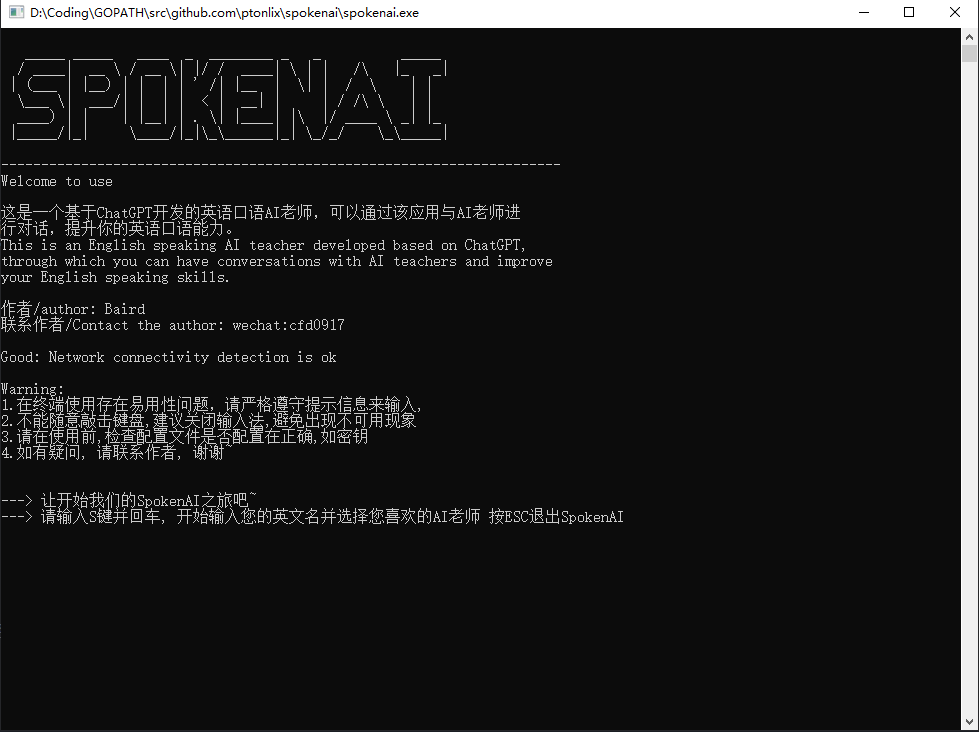 D:\Coding\GOPATH\src\github.com\ptonlix\spokenai\spokenai.exe
SPOKENAI
----------------------------------------------------------------------
Welcome to use
这是一个基于ChatGPT开发的英语口语AI老师, 可以通过该应用与AI老师进
行对话, 提升你的英语口语能力。
This is an English speaking AI teacher developed based on ChatGPT,
through which you can have conversations with AI teachers and improve
your English speaking skills.
作者/author: Baird
联系作者/Contact the author: wechat:cfd0917
Good: Network connectivity detection is ok
Warning:
1.在终端使用存在易用性问题, 请严格遵守提示信息来输入,
2.不能随意敲击键盘,建议关闭输入法,避免出现不可用现象
3.请在使用前,检查配置文件是否配置在正确,如密钥
4.如有疑问, 请联系作者, 谢谢~
---> 让开始我们的SpokenAI之旅吧~
---> 请输入S键并回车, 开始输入您的英文名并选择您喜欢的AI老师 按ESC退出SpokenAI